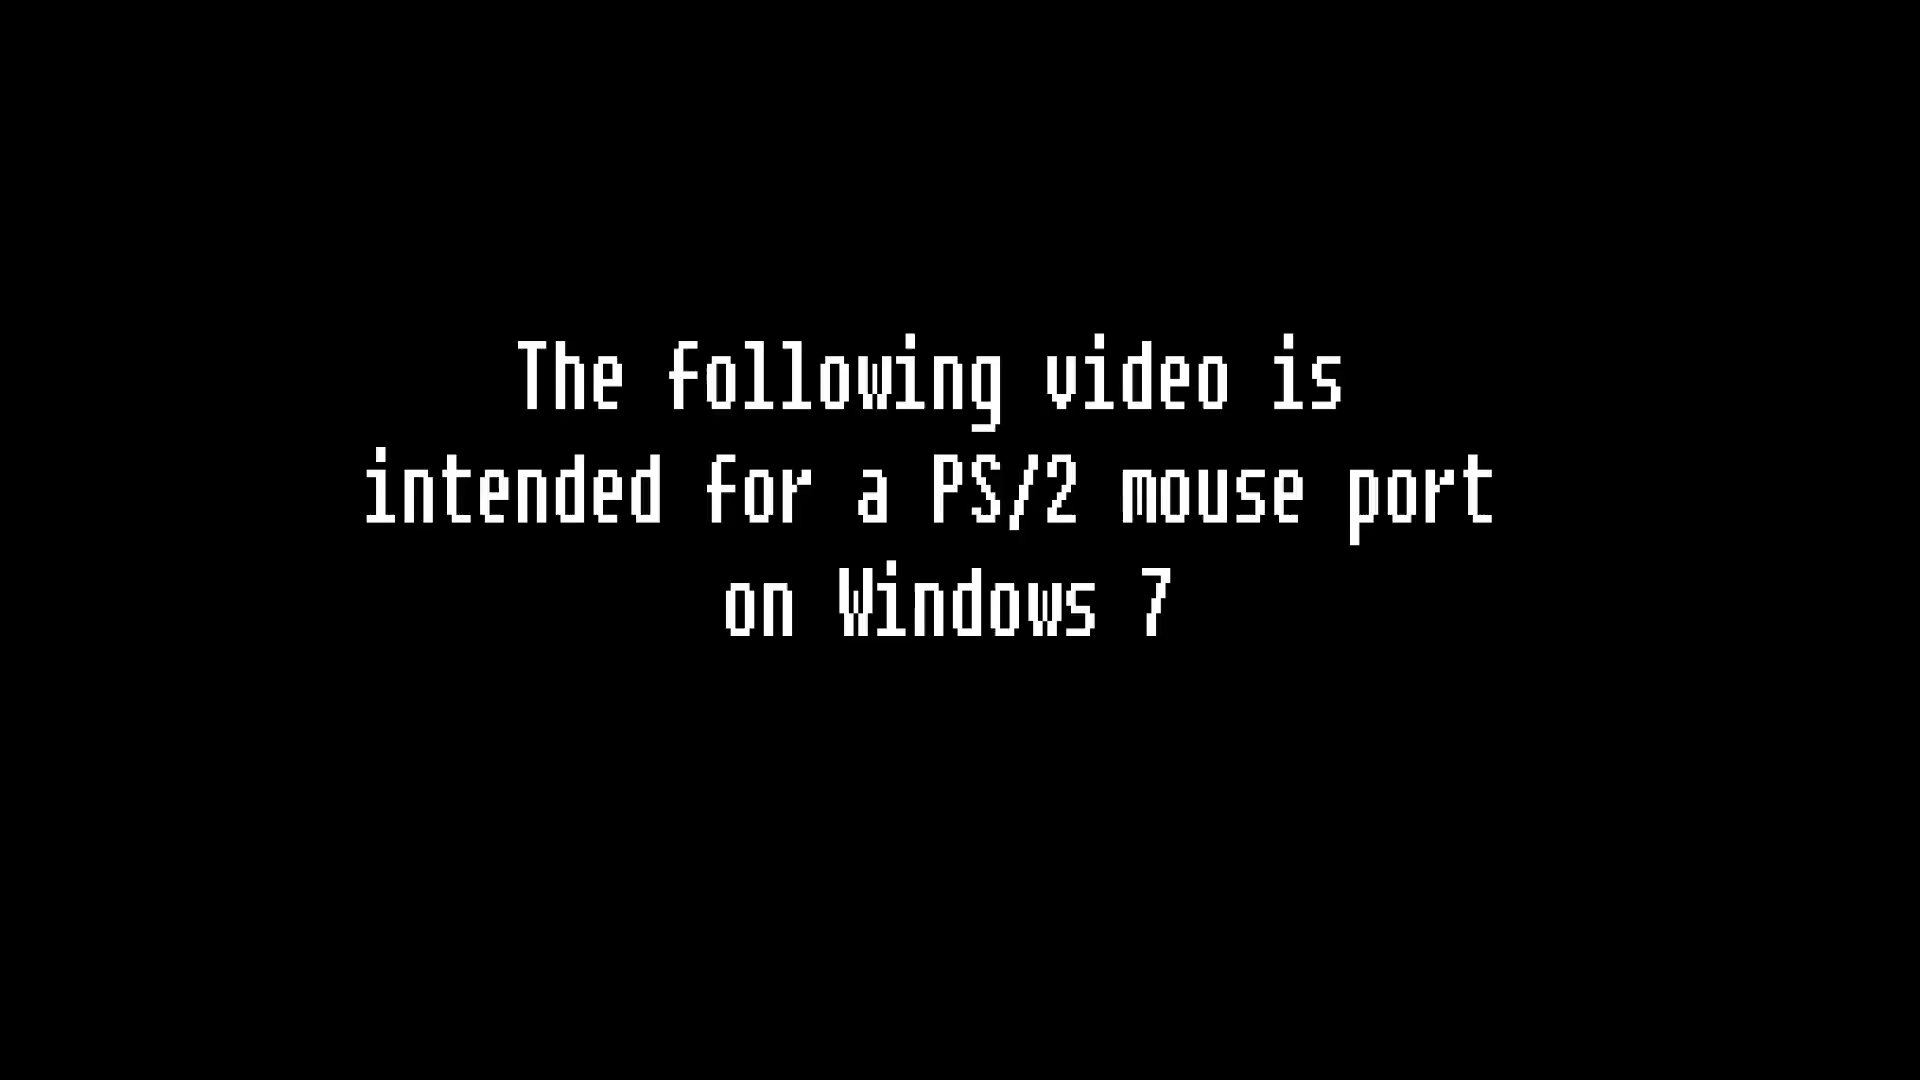 The following video is
intended for a PS/2 mouse port
on Windows 7